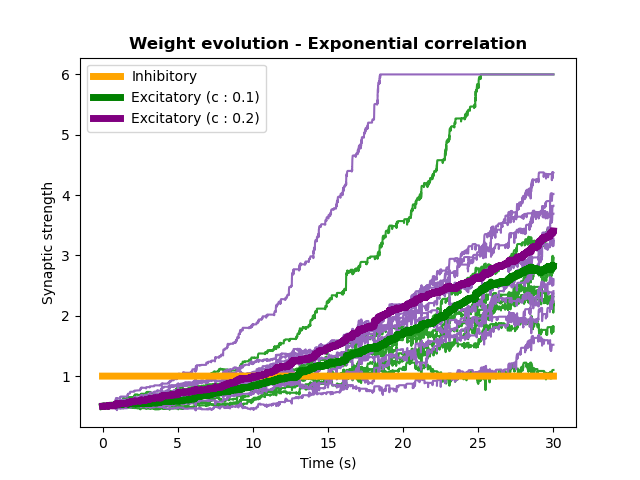 Weight evolution - Exponential correlation
Inhibitory
Excitatory (c : 0.1)
Excitatory (c : 0.2)
Synaptic strength
6
5
4
3
2
1
0
5
10
15
20
25
30
Time (s)